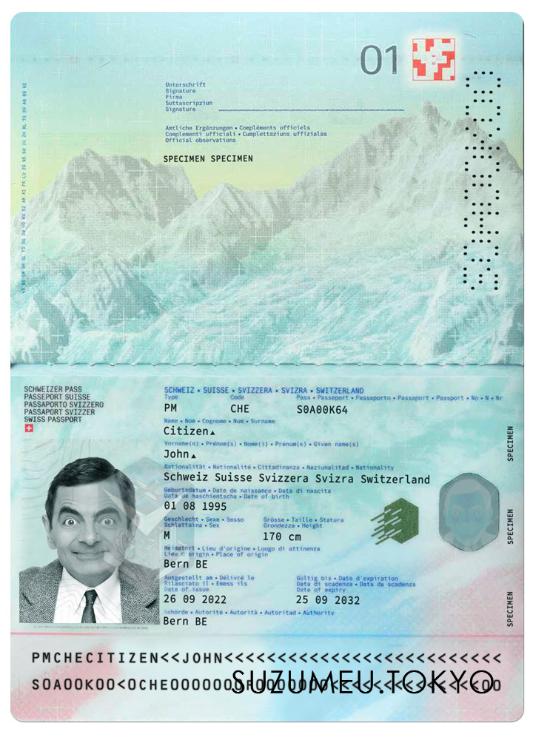 01
Unterschrift
Signature
Firma
Suttascripziun
Signature
Amtliche Ergänzungen • Compléments officiels
Complementi ufficiali • Cumplettaziuns uffizialas
Official observations
SPECIMEN SPECIMEN
SCHWEIZER PASS
PASSEPORT SUISSE
PASSAPORTO SVIZZERO
PASSAPORT SVIZZER
SWISS PASSPORT
SCHWEIZ • SUISSE • SVIZZERA • SVIZRA • SWITZERLAND
Type Code Pass • Passeport • Passaporto • Passaport • Passport No • N • Nr
PM CHE S0A00K64
Name • Nom • Cognome • Num • Surname
Citizen
Vorname(n) • Prénom(s) • Nome(i) • Prenum(s) • Given name(s)
John
Nationalität • Nationalité • Cittadinanza • Naziunalitad • Nationality
Schweiz Suisse Svizzera Svizra Switzerland
Geburtsdatum • Date de naissance • Data di nascita
Data da naschientscha • Date of birth
01 08 1995
Geschlecht • Sexe • Sesso Grösse • Taille • Statura
Schlattaina • Sex Grondezza • Height
M 170 cm
Heimatort • Lieu d'origine • Luogo di attinenza
Lieu d'origine • Place of origin
Bern BE
Ausgestellt am • Délivré le Gültig bis • Date d'expiration
Rilasciato il • Emess ils Data di scadenza • Data da scadenza
Date of issue Date of expiry
26 09 2022 25 09 2032
Behörde • Autorité • Autorità • Autoritad • Authority
Bern BE
SPECIMEN
SPECIMEN
SPECIMEN
PMCHECITIZEN<<JOHN<<<<<<<<<<<<<<<<<<<<<<<<<<
SUZUMEU.TOKYO